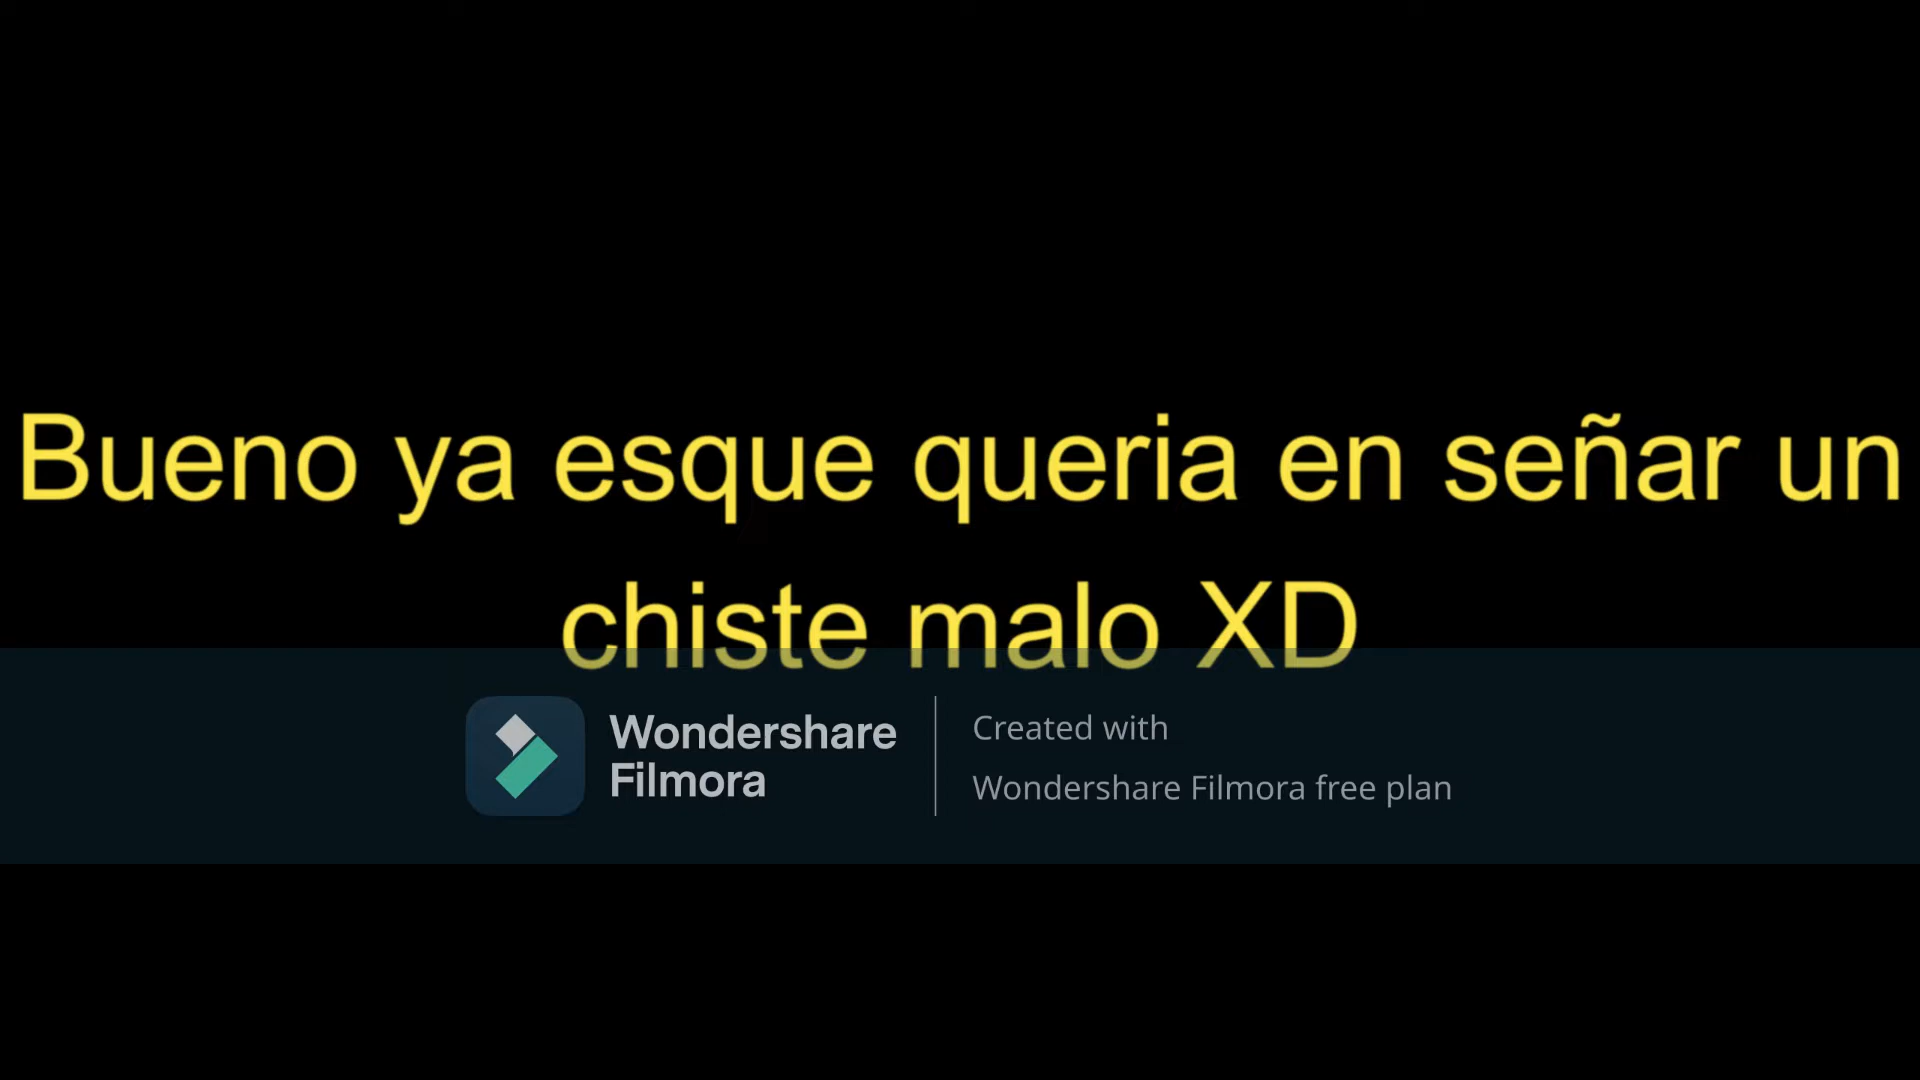 Bueno ya esque queria en señar un
chiste malo XD
Wondershare
Filmora
Created with
Wondershare Filmora free plan